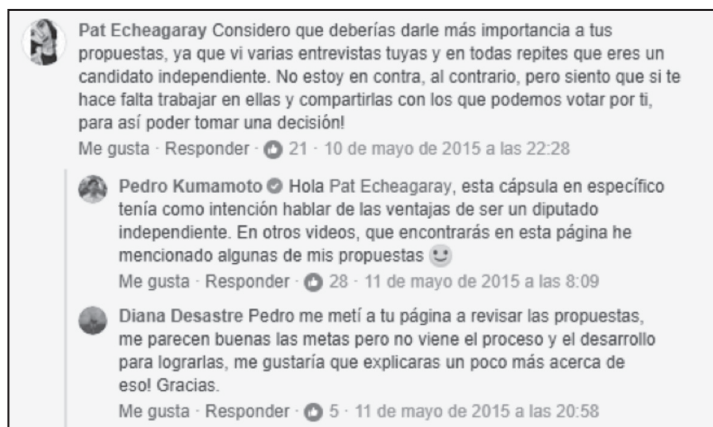 Pat Echeagaray Considero que deberías darle más importancia a tus
propuestas, ya que vi varias entrevistas tuyas y en todas repites que eres un
candidato independiente. No estoy en contra, al contrario, pero siento que si te
hace falta trabajar en ellas y compartirlas con los que podemos votar por ti,
para así poder tomar una decisión!
Me gusta · Responder · 21 · 10 de mayo de 2015 a las 22:28
Pedro Kumamoto Hola Pat Echeagaray, esta cápsula en específico
tenía como intención hablar de las ventajas de ser un diputado
independiente. En otros videos, que encontrarás en esta página he
mencionado algunas de mis propuestas
Me gusta · Responder · 28 · 11 de mayo de 2015 a las 8:09
Diana Desastre Pedro me metí a tu página a revisar las propuestas,
me parecen buenas las metas pero no viene el proceso y el desarrollo
para lograrlas, me gustaría que explicaras un poco más acerca de
eso! Gracias.
Me gusta · Responder · 5 · 11 de mayo de 2015 a las 20:58